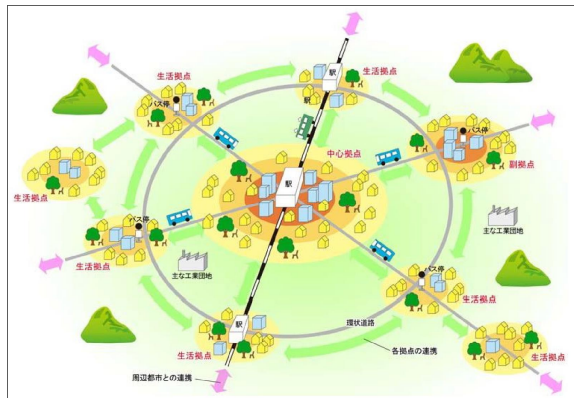 生活拠点
駅
生活拠点
バス停
駅
バス停
中心拠点
副拠点
生活拠点
駅
バス停
主な工業団地
主な工業団地
生活拠点
バス停
駅
環状道路
生活拠点
各拠点の連携
生活拠点
生活拠点
周辺都市との連携